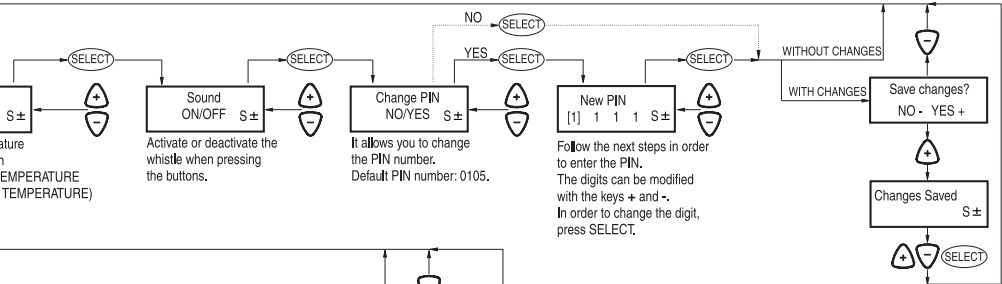 NO SELECT
SELECT
SELECT
YES SELECT
SELECT
WITHOUT CHANGES
WITH CHANGES
S±
EMPERATURE
TEMPERATURE)
Sound
ON/OFF S±
Activate or deactivate the
whistle when pressing
the buttons.
Change PIN
NO/YES S±
It allows you to change
the PIN number.
Default PIN number: 0105.
New PIN
[1] 1 1 1 S±
Follow the next steps in order
to enter the PIN.
The digits can be modified
with the keys + and -.
In order to change the digit,
press SELECT.
Save changes?
NO - YES +
Changes Saved
S±
SELECT